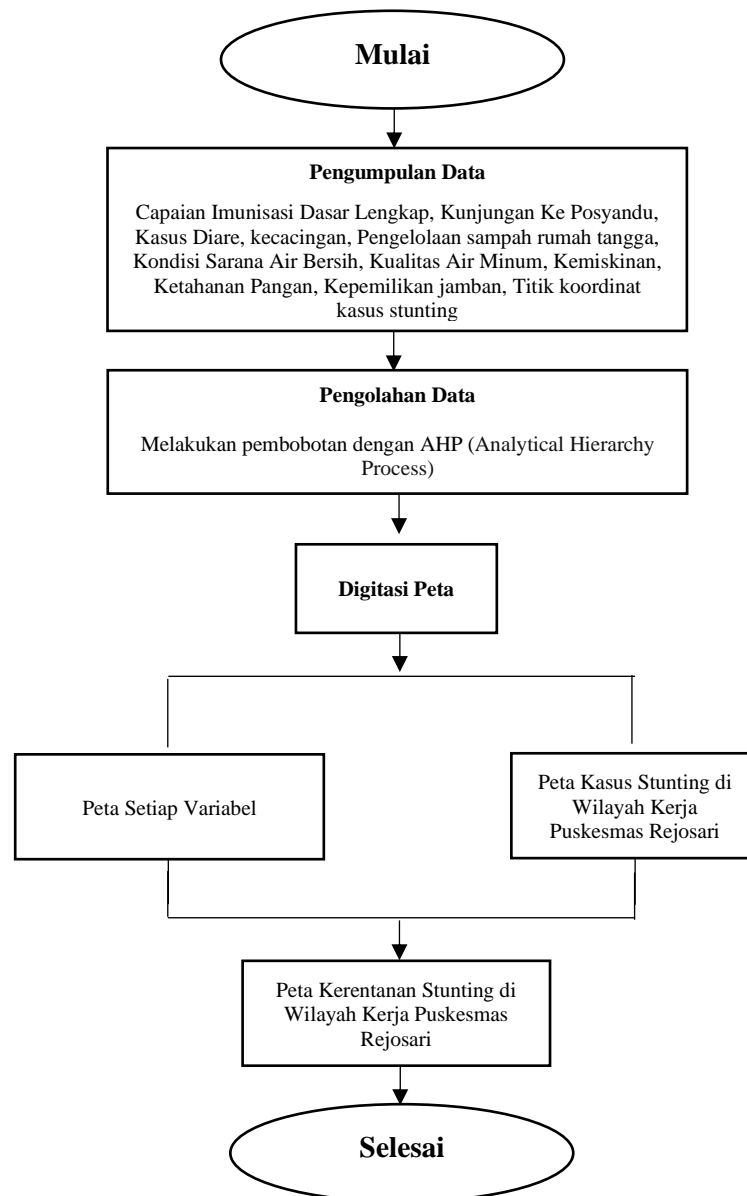 Mulai
Pengumpulan Data
Capaian Imunisasi Dasar Lengkap, Kunjungan Ke Posyandu,
Kasus Diare, kecacingan, Pengelolaan sampah rumah tangga,
Kondisi Sarana Air Bersih, Kualitas Air Minum, Kemiskinan,
Ketahanan Pangan, Kepemilikan jamban, Titik koordinat
kasus stunting
Pengolahan Data
Melakukan pembobotan dengan AHP (Analytical Hierarchy
Process)
Digitasi Peta
Peta Setiap Variabel
Peta Kasus Stunting di
Wilayah Kerja
Puskesmas Rejosari
Peta Kerentanan Stunting di
Wilayah Kerja Puskesmas
Rejosari
Selesai